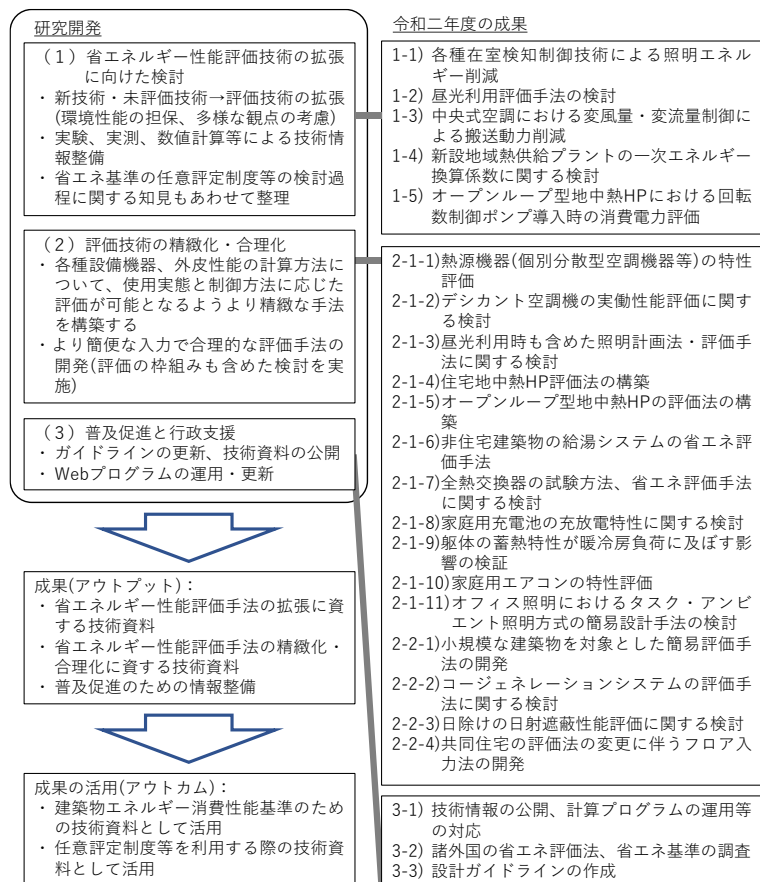 研究開発
（１）省エネルギー性能評価技術の拡張
に向けた検討
・ 新技術・未評価技術→評価技術の拡張
(環境性能の担保、多様な観点の考慮)
・ 実験、実測、数値計算等による技術情
報整備
・ 省エネ基準の任意評定制度等の検討過
程に関する知見もあわせて整理
（２）評価技術の精緻化・合理化
・ 各種設備機器、外皮性能の計算方法に
ついて、使用実態と制御方法に応じた
評価が可能となるようより精緻な手法
を構築する
・ より簡便な入力で合理的な評価手法の
開発(評価の枠組みも含めた検討を実
施)
（３）普及促進と行政支援
・ ガイドラインの更新、技術資料の公開
・ Webプログラムの運用・更新
成果(アウトプット)：
・ 省エネルギー性能評価手法の拡張に資
する技術資料
・ 省エネルギー性能評価手法の精緻化・
合理化に資する技術資料
・ 普及促進のための情報整備
成果の活用(アウトカム)：
・ 建築物エネルギー消費性能基準のため
の技術資料として活用
・ 任意評定制度等を利用する際の技術資
料として活用
令和二年度の成果
1-1) 各種在室検知制御技術による照明エネル
ギー削減
1-2) 昼光利用評価手法の検討
1-3) 中央式空調における変風量・変流量制御に
よる搬送動力削減
1-4) 新設地域熱供給プラントの一次エネルギー
換算係数に関する検討
1-5) オープンループ型地中熱HPにおける回転
数制御ポンプ導入時の消費電力評価
2-1-1)熱源機器(個別分散型空調機器等)の特性
評価
2-1-2)デシカント空調機の実働性能評価に関す
る検討
2-1-3)昼光利用時も含めた照明計画法・評価手
法に関する検討
2-1-4)住宅地中熱HP評価法の構築
2-1-5)オープンループ型地中熱HPの評価法の構
築
2-1-6)非住宅建築物の給湯システムの省エネ評
価手法
2-1-7)全熱交換器の試験方法、省エネ評価手法
に関する検討
2-1-8)家庭用充電池の充放電特性に関する検討
2-1-9)躯体の蓄熱特性が暖冷房負荷に及ぼす影
響の検証
2-1-10)家庭用エアコンの特性評価
2-1-11)オフィス照明におけるタスク・アンビ
エント照明方式の簡易設計手法の検討
2-2-1)小規模な建築物を対象とした簡易評価手
法の開発
2-2-2)コージェネレーションシステムの評価手
法に関する検討
2-2-3)日除けの日射遮蔽性能評価に関する検討
2-2-4)共同住宅の評価法の変更に伴うフロア入
力法の開発
3-1) 技術情報の公開、計算プログラムの運用等
の対応
3-2) 諸外国の省エネ評価法、省エネ基準の調査
3-3) 設計ガイドラインの作成